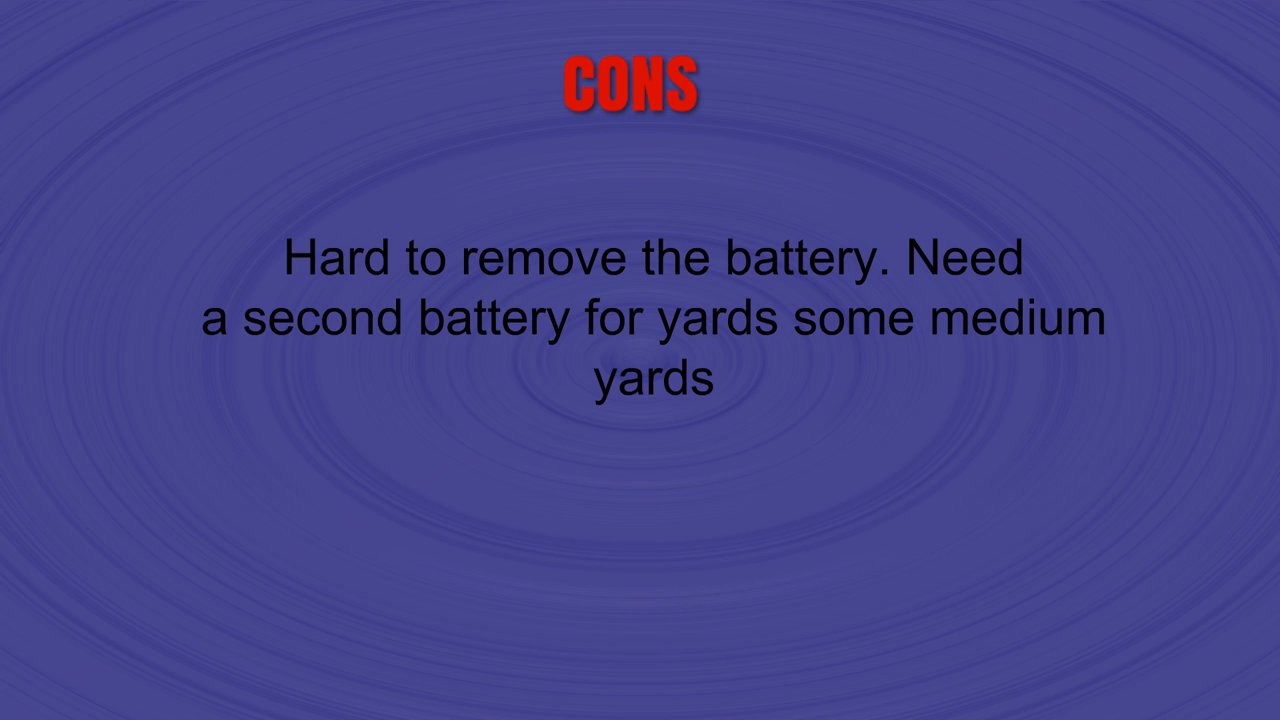 CONS
Hard to remove the battery. Need
a second battery for yards some medium
yards